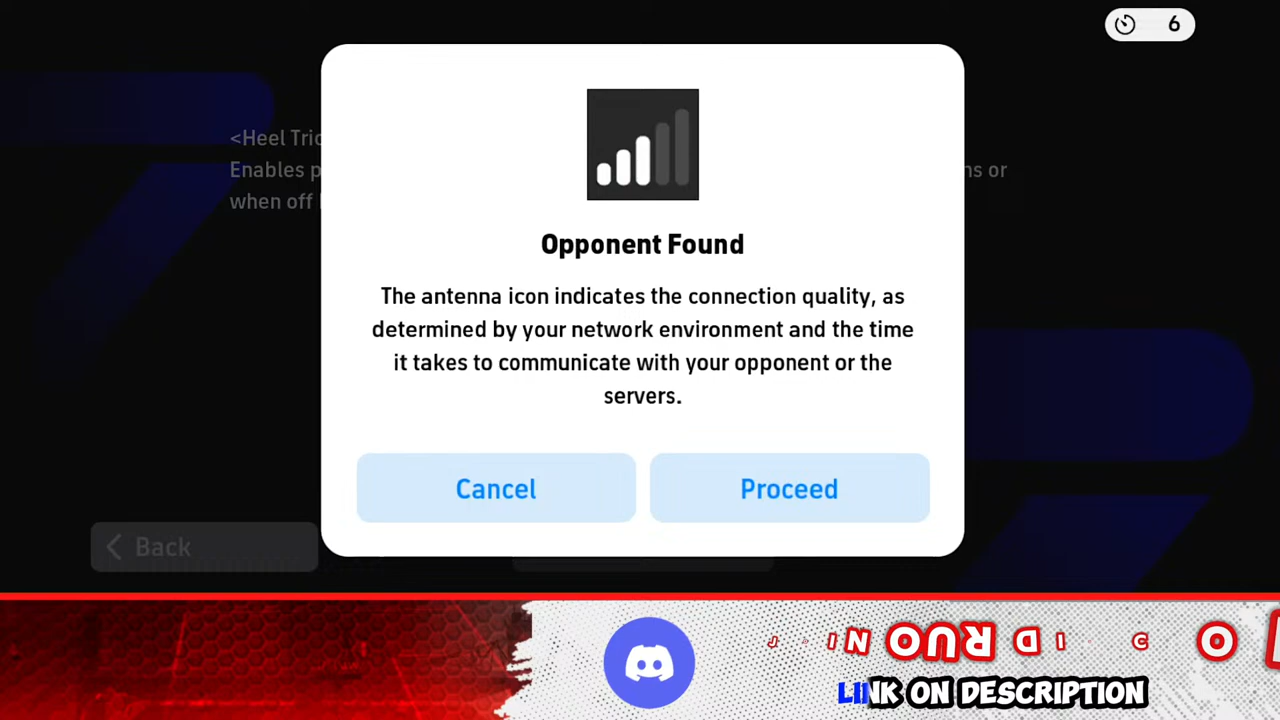 6
<Heel Tric
Enables p
ns or
when off
Opponent Found
The antenna icon indicates the connection quality, as
determined by your network environment and the time
it takes to communicate with your opponent or the
servers.
Cancel
Proceed
Back
LINK ON DESCRIPTION